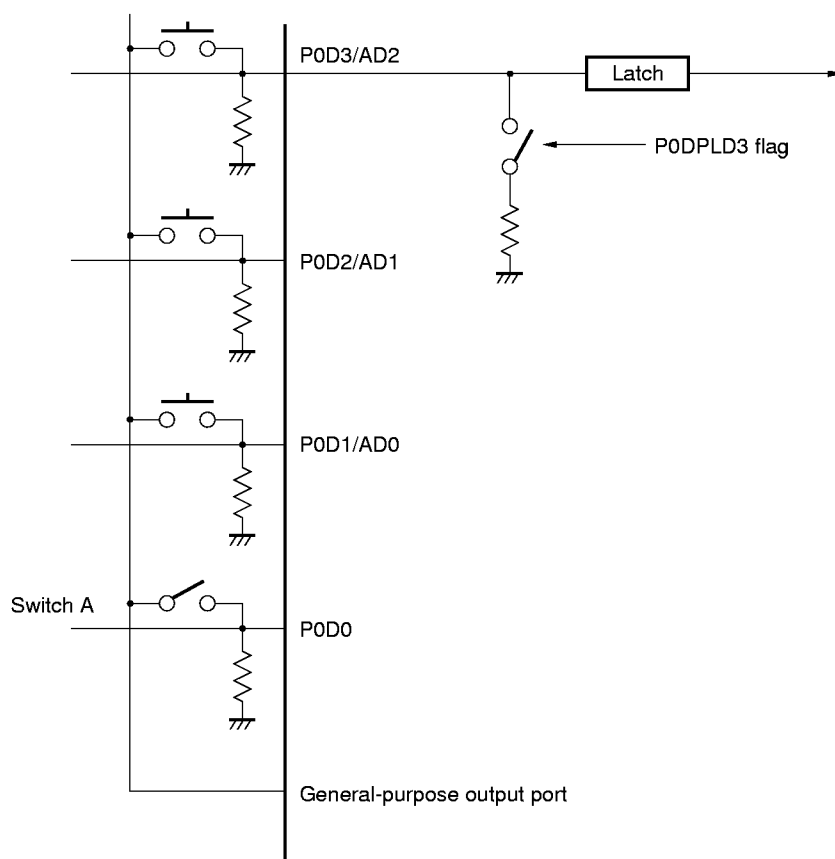 P0D3/AD2
Latch
P0DPLD3 flag
P0D2/AD1
P0D1/AD0
Switch A
P0D0
General-purpose output port